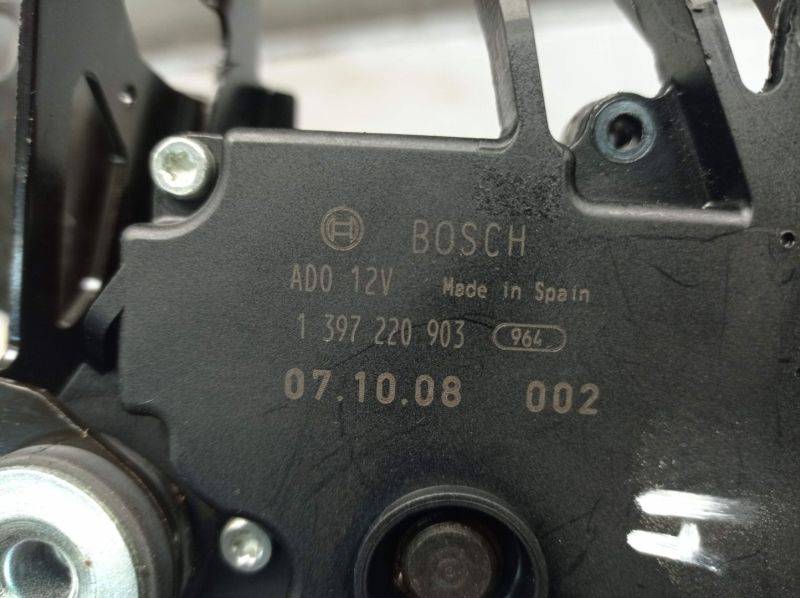 BOSCH
ADO 12V Made in Spain
1 397 220 903 964
07.10.08 002